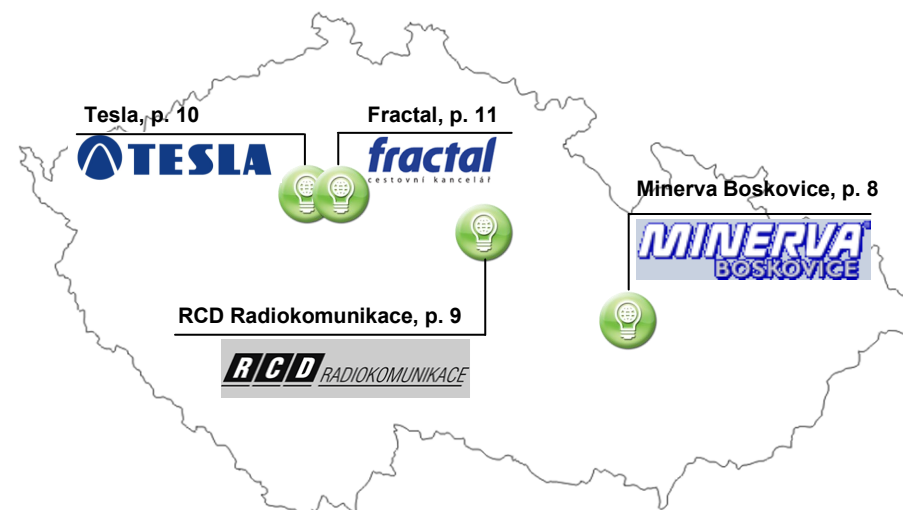 Tesla, p. 10
TESLA
Fractal, p. 11
fractal
cestovní kancelář
Minerva Boskovice, p. 8
MINERVA
BOSKOVICE
RCD Radiokomunikace, p. 9
RCD RADIOKOMUNIKACE